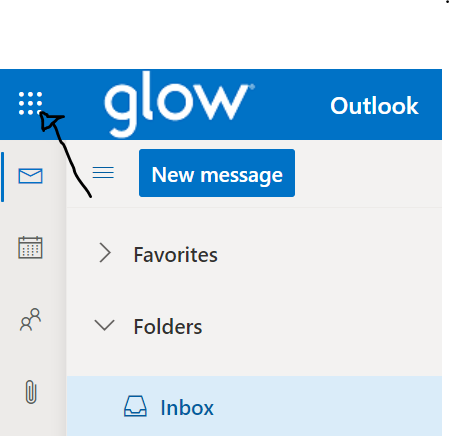 glow
Outlook
New message
Favorites
Folders
Inbox